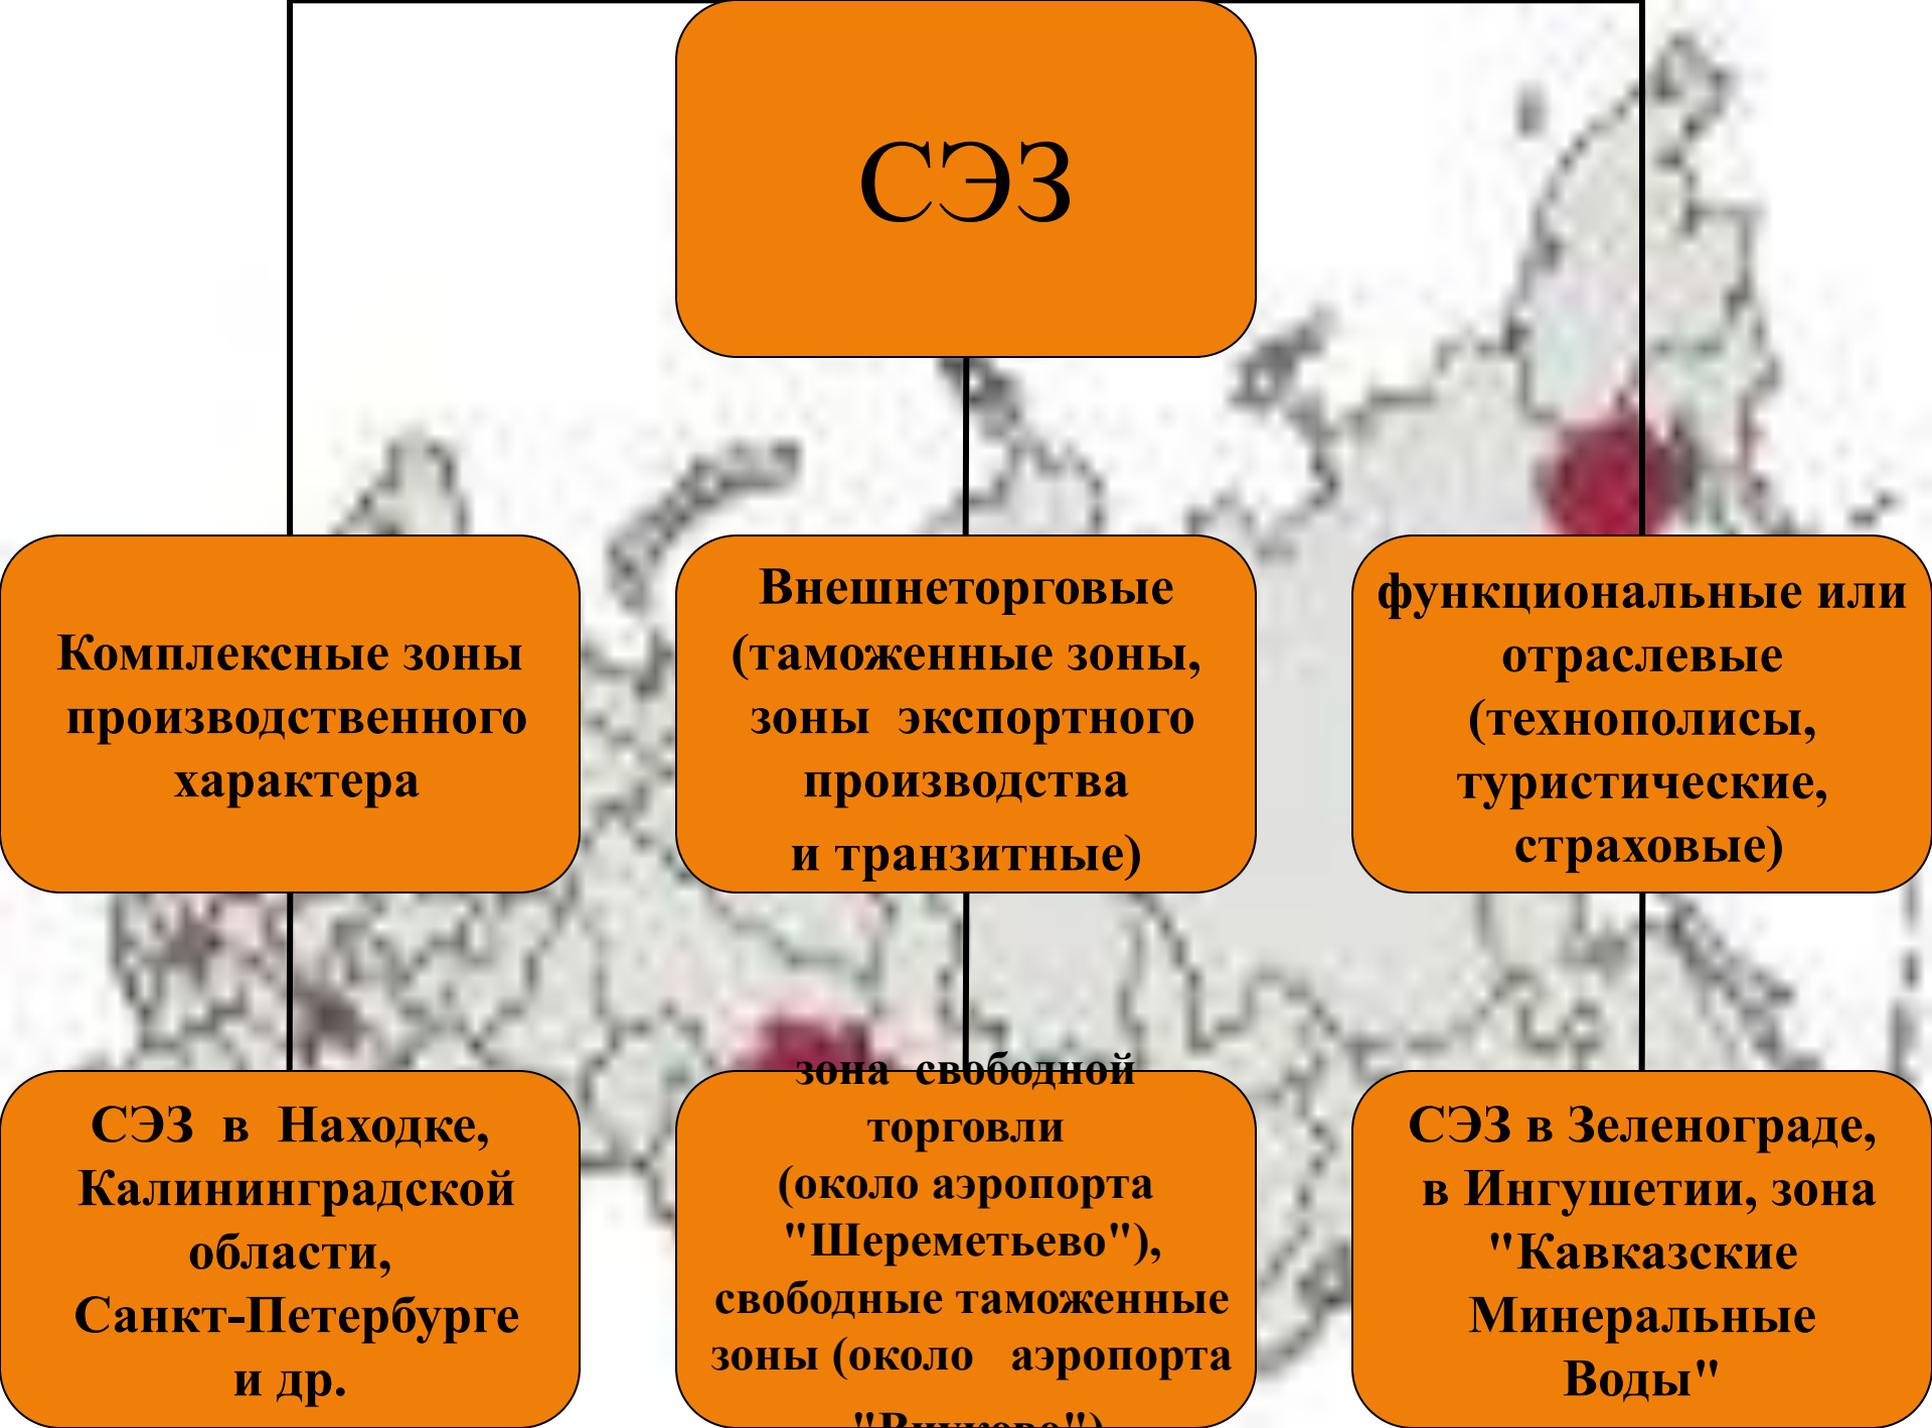 СЭЗ
Комплексные зоны
производственного
характера
Внешнеторговые
(таможенные зоны,
зоны экспортного
производства
и транзитные)
функциональные или
отраслевые
(технополисы,
туристические,
страховые)
СЭЗ в Находке,
Калининградской
области,
Санкт-Петербурге
и др.
зона свободной
торговли
(около аэропорта
"Шереметьево"),
свободные таможенные
зоны (около аэропорта
"Внуково")
СЭЗ в Зеленограде,
в Ингушетии, зона
"Кавказские
Минеральные
Воды"